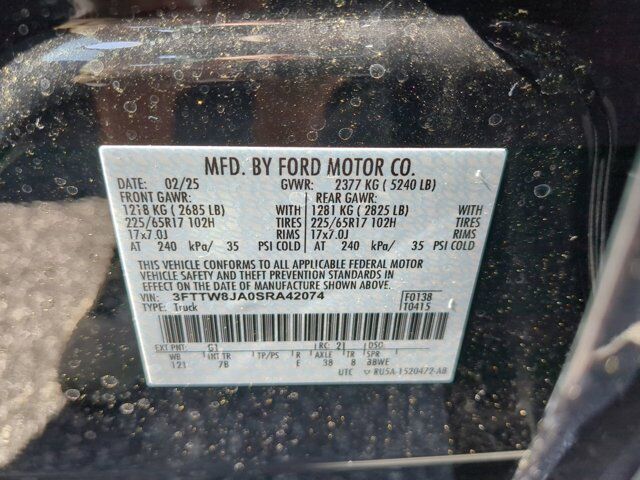 MFD. BY FORD MOTOR CO.
DATE: 02/25 GVWR: 2377 KG ( 5240 LB)
FRONT GAWR: REAR GAWR:
1218 KG ( 2685 LB) WITH 1281 KG ( 2825 LB) WITH
225/65R17 102H TIRES 225/65R17 102H TIRES
17x7.0J RIMS 17x7.0J RIMS
AT 240 kPa/ 35 PSI COLD AT 240 kPa/ 35 PSI COLD
THIS VEHICLE CONFORMS TO ALL APPLICABLE FEDERAL MOTOR
VEHICLE SAFETY AND THEFT PREVENTION STANDARDS IN
EFFECT ON THE DATE OF MANUFACTURE SHOWN ABOVE.
VIN: 3FTTW8JA0SRA42074 F0138
TYPE: Truck T0415
EXT PNT: G1 RC: 21 DSO:
WB INT TR TP/PS R AXLE TR SPR
121 7B E 38 8 3BWE
UTC RU5A-1520472-AB